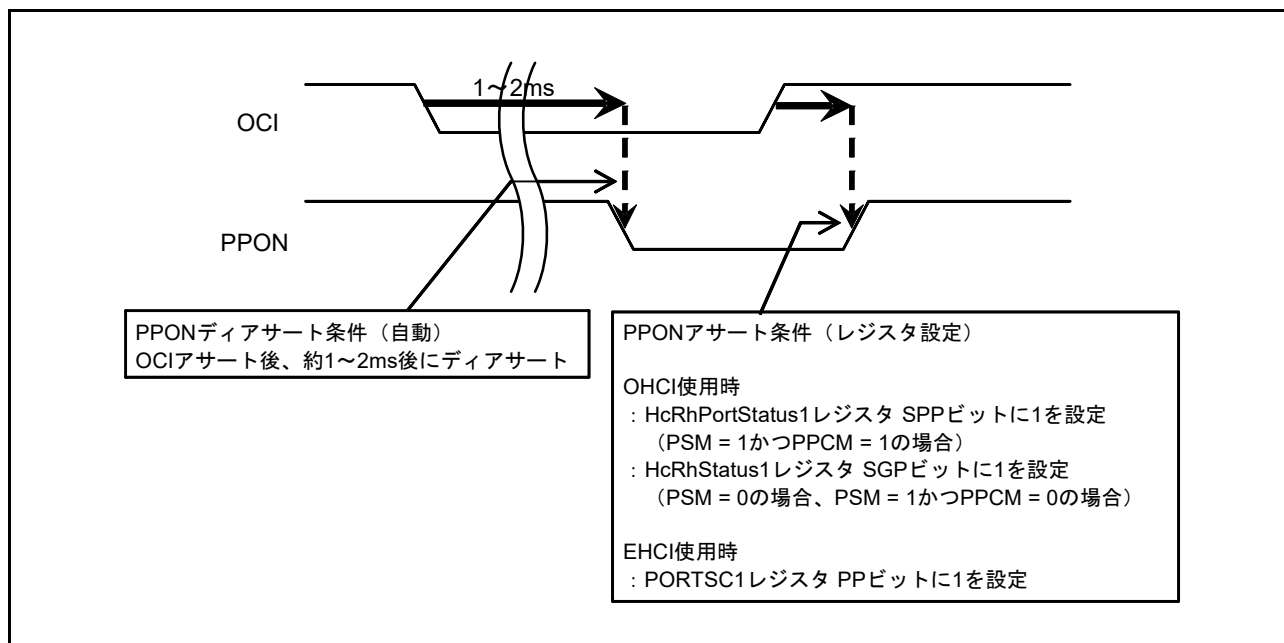 1～2ms
OCI
PPON
PPONディアサート条件（自動）
OCIアサート後、約1～2ms後にディアサート
PPONアサート条件（レジスタ設定）
OHCI使用時
：HcRhPortStatus1レジスタ SPPビットに1を設定
（PSM = 1かつPPCM = 1の場合）
：HcRhStatus1レジスタ SGPビットに1を設定
（PSM = 0の場合、PSM = 1かつPPCM = 0の場合）
EHCI使用時
：PORTSC1レジスタ PPビットに1を設定